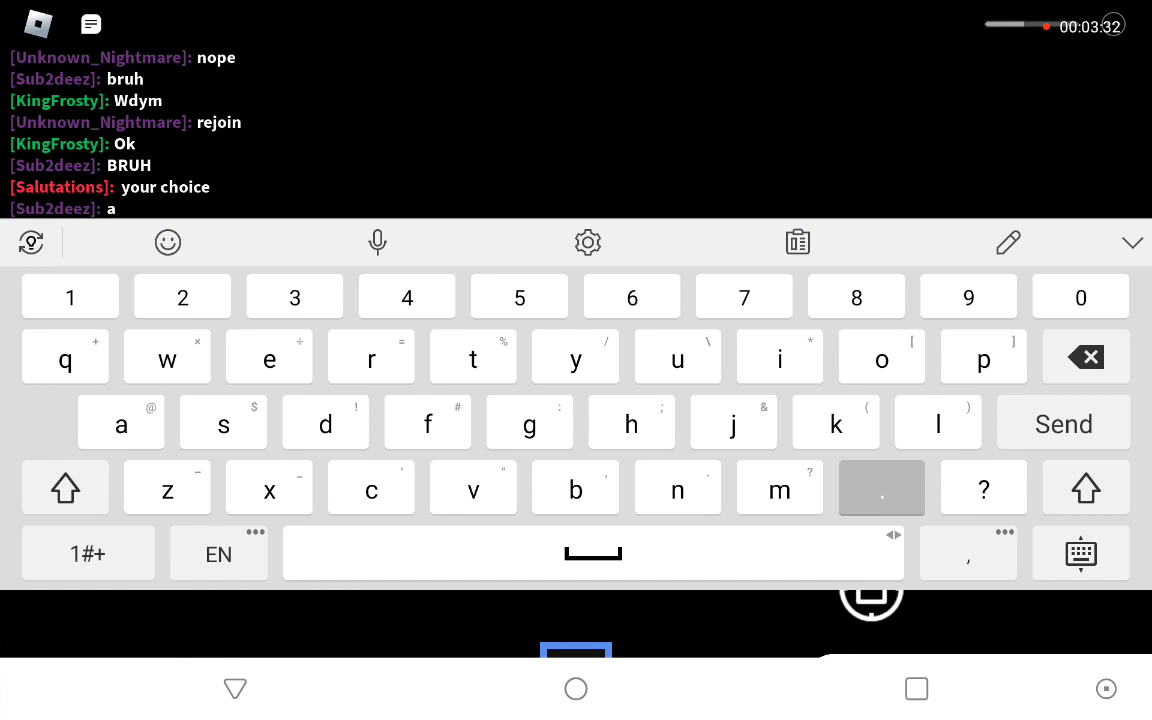 00:03:32
[Unknown_Nightmare]: nope
[Sub2deez]: bruh
[KingFrosty]: Wdym
[Unknown_Nightmare]: rejoin
[KingFrosty]: Ok
[Sub2deez]: BRUH
[Salutations]: your choice
[Sub2deez]: a
1 2 3 4 5 6 7 8 9 0
+ × ÷ = % / \ * [ ]
q w e r t y u i o p
@ $ ! # : ; & ( )
a s d f g h j k l Send
– _ ' " , . ?
z x c v b n m . ?
1#+ EN ,